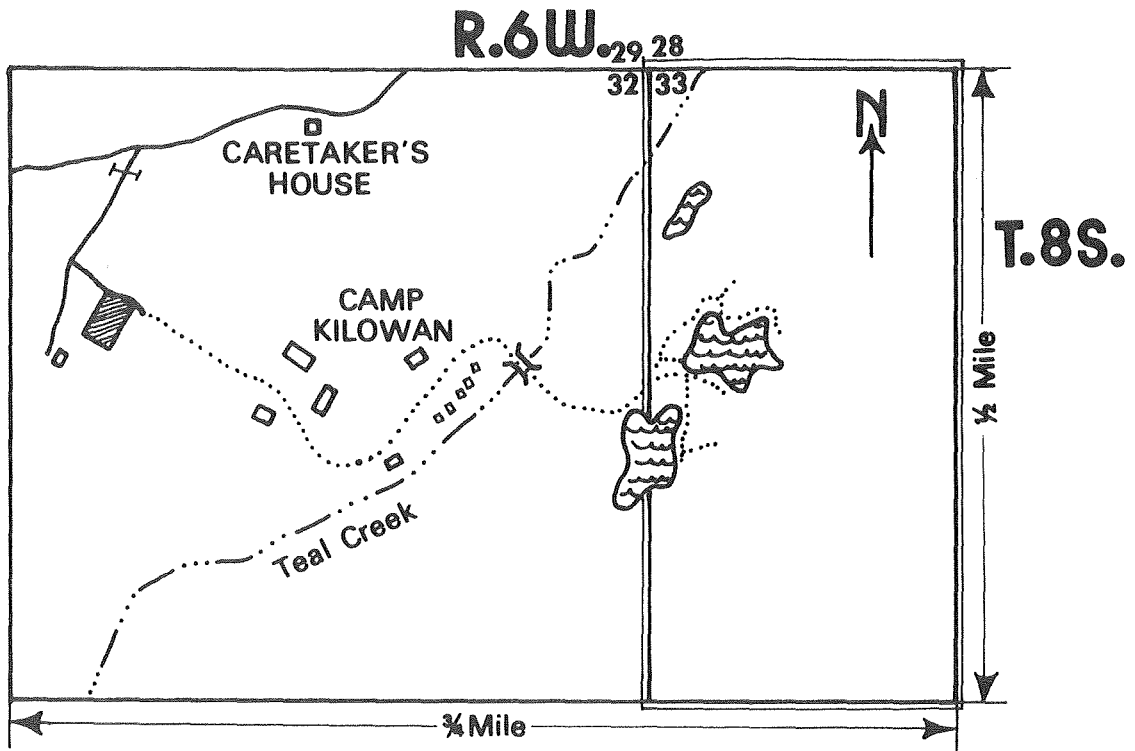 R.6W.
29 28
32 33
N
CARETAKER'S
HOUSE
T.8S.
CAMP
KILOWAN
½ Mile
Teal Creek
¾ Mile